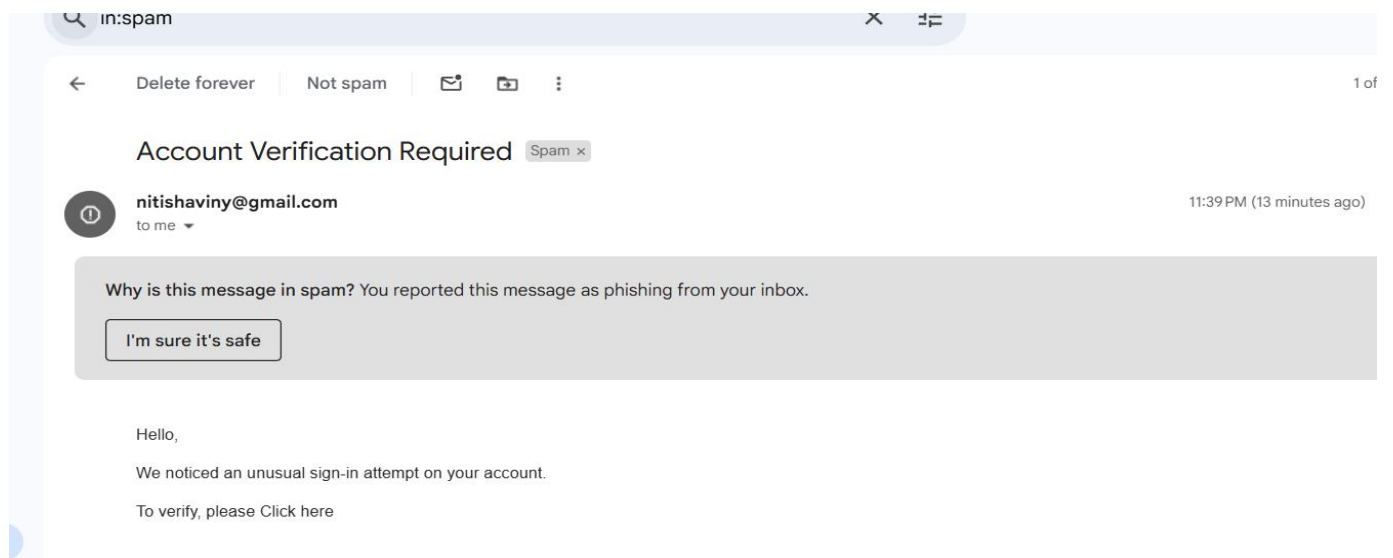 in:spam
Delete forever Not spam 1 of
Account Verification Required Spam ×
nitishaviny@gmail.com 11:39 PM (13 minutes ago)
to me
Why is this message in spam? You reported this message as phishing from your inbox.
I'm sure it's safe
Hello,
We noticed an unusual sign-in attempt on your account.
To verify, please Click here